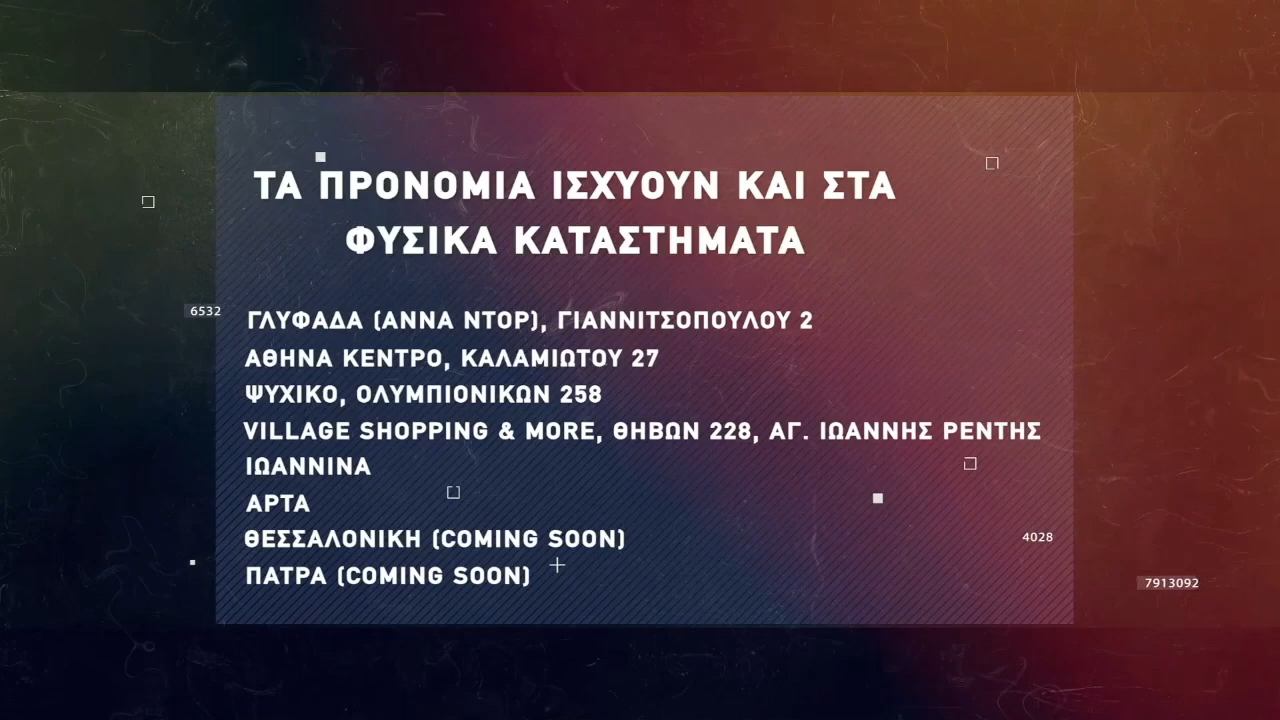 ΤΑ ΠΡΟΝΟΜΙΑ ΙΣΧΥΟΥΝ ΚΑΙ ΣΤΑ
ΦΥΣΙΚΑ ΚΑΤΑΣΤΗΜΑΤΑ
6532
ΓΛΥΦΑΔΑ (ΑΝΝΑ ΝΤΟΡ), ΓΙΑΝΝΙΤΣΟΠΟΥΛΟΥ 2
ΑΘΗΝΑ ΚΕΝΤΡΟ, ΚΑΛΑΜΙΩΤΟΥ 27
ΨΥΧΙΚΟ, ΟΛΥΜΠΙΟΝΙΚΩΝ 258
VILLAGE SHOPPING & MORE, ΘΗΒΩΝ 228, ΑΓ. ΙΩΑΝΝΗΣ ΡΕΝΤΗΣ
ΙΩΑΝΝΙΝΑ
ΑΡΤΑ
ΘΕΣΣΑΛΟΝΙΚΗ (COMING SOON)
4028
ΠΑΤΡΑ (COMING SOON)
7913092